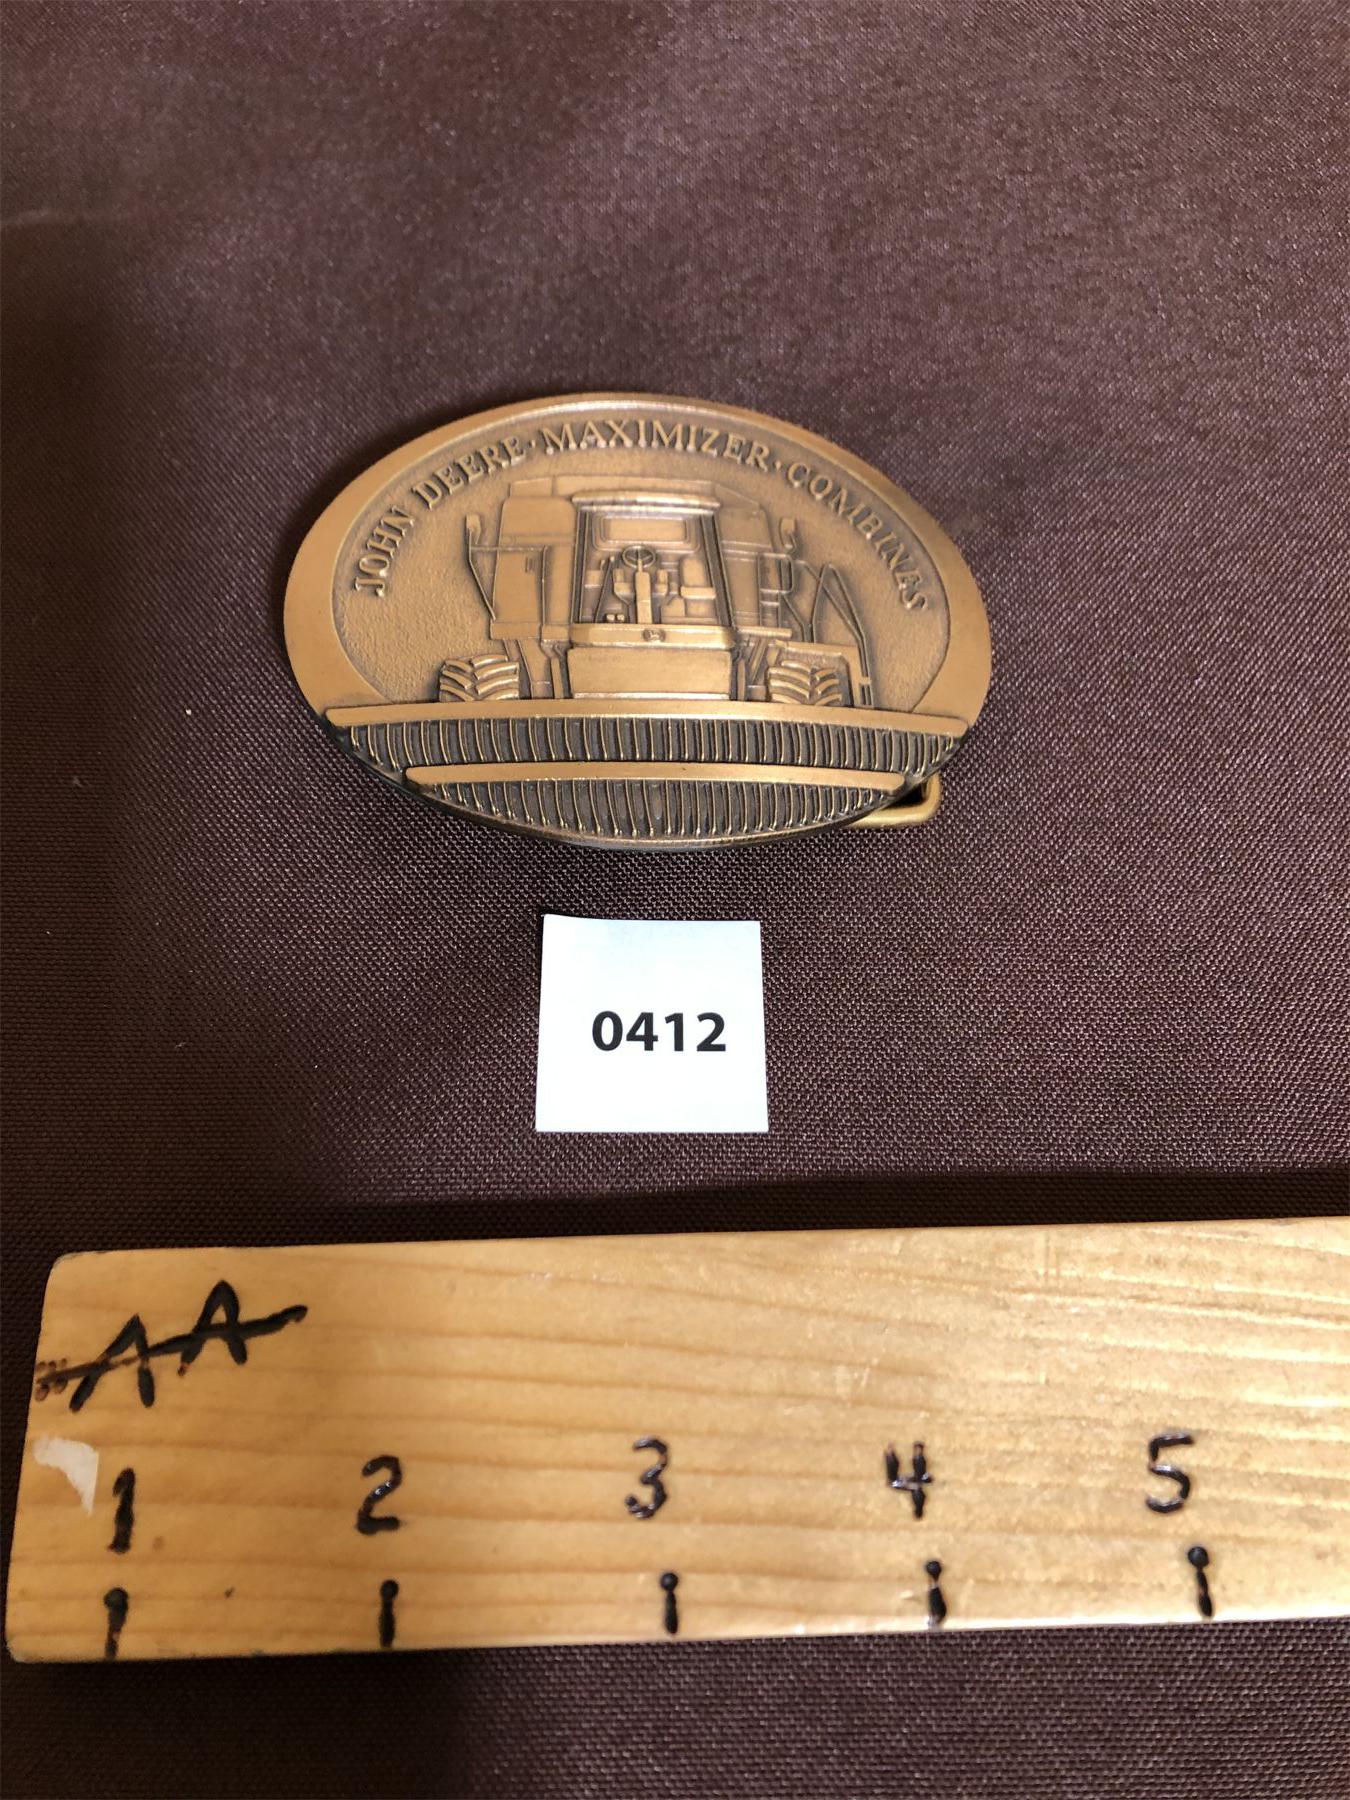 JOHN DEERE·MAXIMIZER·COMBINES
0412
AA
1 2 3 4 5